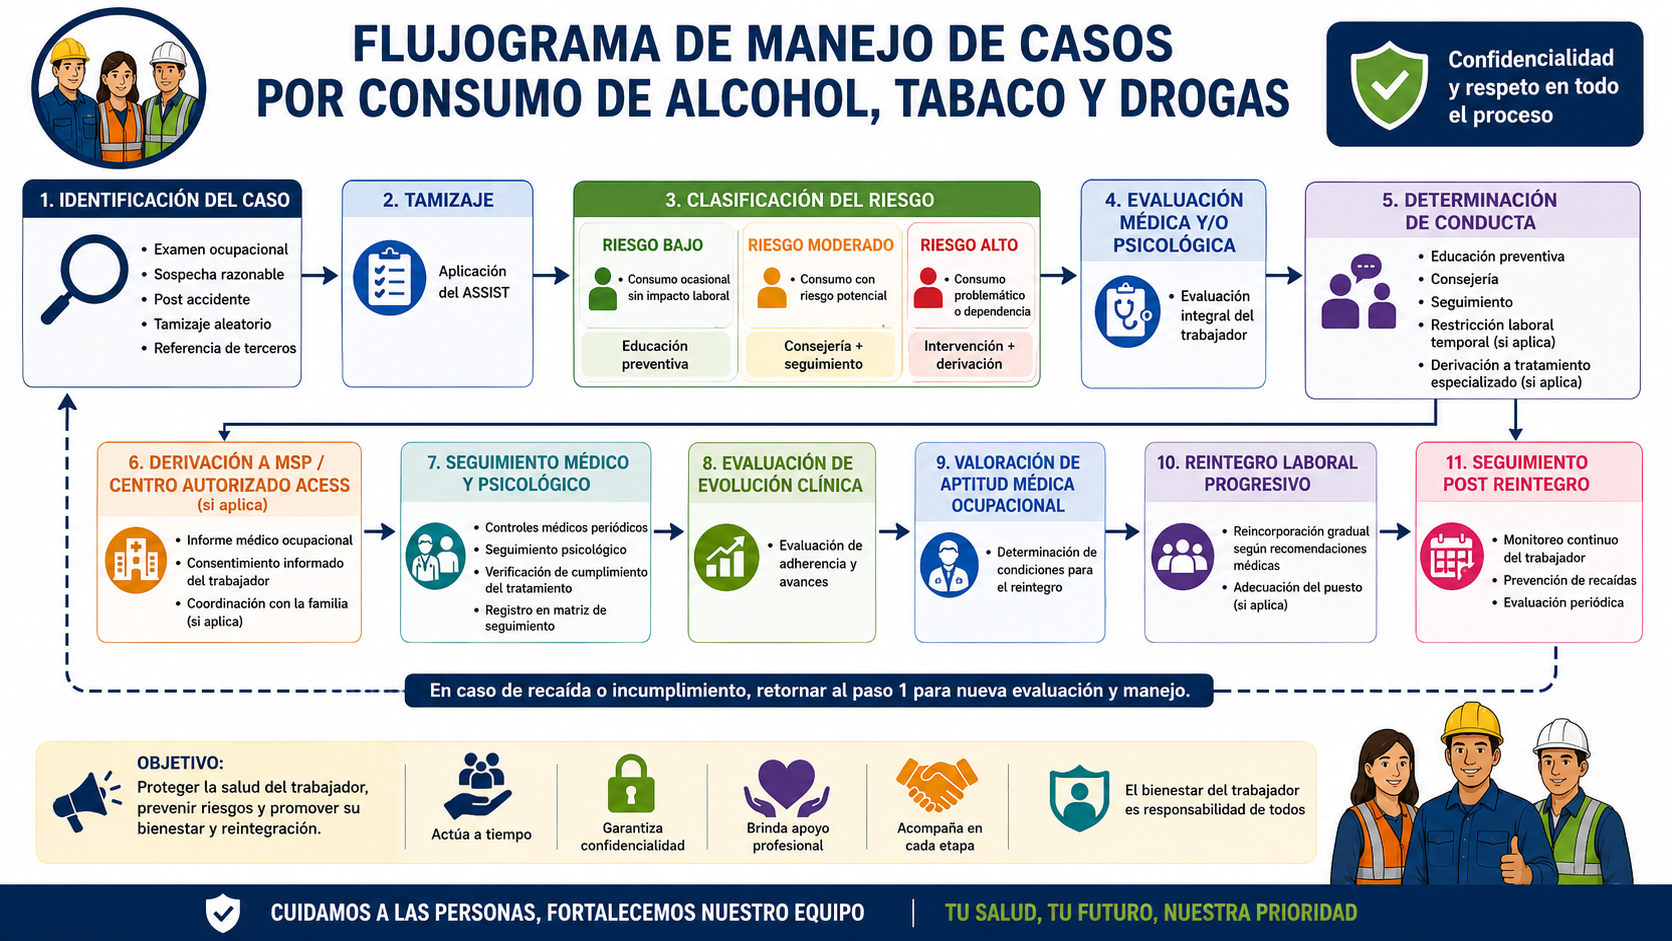 FLUJOGRAMA DE MANEJO DE CASOS
POR CONSUMO DE ALCOHOL, TABACO Y DROGAS
Confidencialidad
y respeto en todo
el proceso
1. IDENTIFICACIÓN DEL CASO
• Examen ocupacional
• Sospecha razonable
• Post accidente
• Tamizaje aleatorio
• Referencia de terceros
2. TAMIZAJE
Aplicación
del ASSIST
3. CLASIFICACIÓN DEL RIESGO
RIESGO BAJO
• Consumo ocasional
sin impacto laboral
Educación
preventiva
RIESGO MODERADO
• Consumo con
riesgo potencial
Consejería +
seguimiento
RIESGO ALTO
• Consumo
problemático
o dependencia
Intervención +
derivación
4. EVALUACIÓN
MÉDICA Y/O
PSICOLÓGICA
• Evaluación
integral del
trabajador
5. DETERMINACIÓN
DE CONDUCTA
• Educación preventiva
• Consejería
• Seguimiento
• Restricción laboral
temporal (si aplica)
• Derivación a tratamiento
especializado (si aplica)
6. DERIVACIÓN A MSP /
CENTRO AUTORIZADO ACESS
(si aplica)
• Informe médico ocupacional
• Consentimiento informado
del trabajador
• Coordinación con la familia
(si aplica)
7. SEGUIMIENTO MÉDICO
Y PSICOLÓGICO
• Controles médicos periódicos
• Seguimiento psicológico
• Verificación de cumplimiento
del tratamiento
• Registro en matriz de
seguimiento
8. EVALUACIÓN DE
EVOLUCIÓN CLÍNICA
• Evaluación de
adherencia y
avances
9. VALORACIÓN DE
APTITUD MÉDICA
OCUPACIONAL
• Determinación de
condiciones para
el reintegro
10. REINTEGRO LABORAL
PROGRESIVO
• Reincorporación gradual
según recomendaciones
médicas
• Adecuación del puesto
(si aplica)
11. SEGUIMIENTO
POST REINTEGRO
• Monitoreo continuo
del trabajador
• Prevención de recaídas
• Evaluación periódica
En caso de recaída o incumplimiento, retornar al paso 1 para nueva evaluación y manejo.
OBJETIVO:
Proteger la salud del trabajador,
prevenir riesgos y promover su
bienestar y reintegración.
Actúa a tiempo
Garantiza
confidencialidad
Brinda apoyo
profesional
Acompaña en
cada etapa
El bienestar del trabajador
es responsabilidad de todos
CUIDAMOS A LAS PERSONAS, FORTALECEMOS NUESTRO EQUIPO | TU SALUD, TU FUTURO, NUESTRA PRIORIDAD